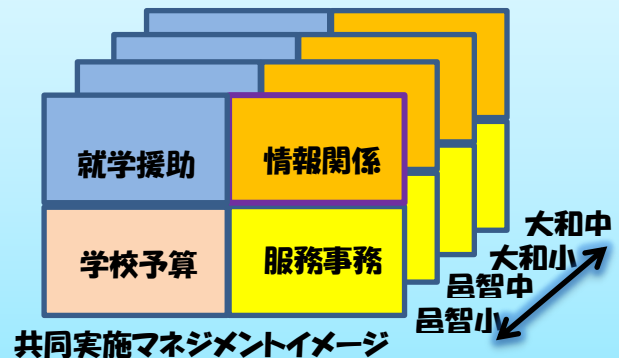 就学援助
情報関係
学校予算
服務事務
大和中
大和小
邑智中
邑智小
共同実施マネジメントイメージ